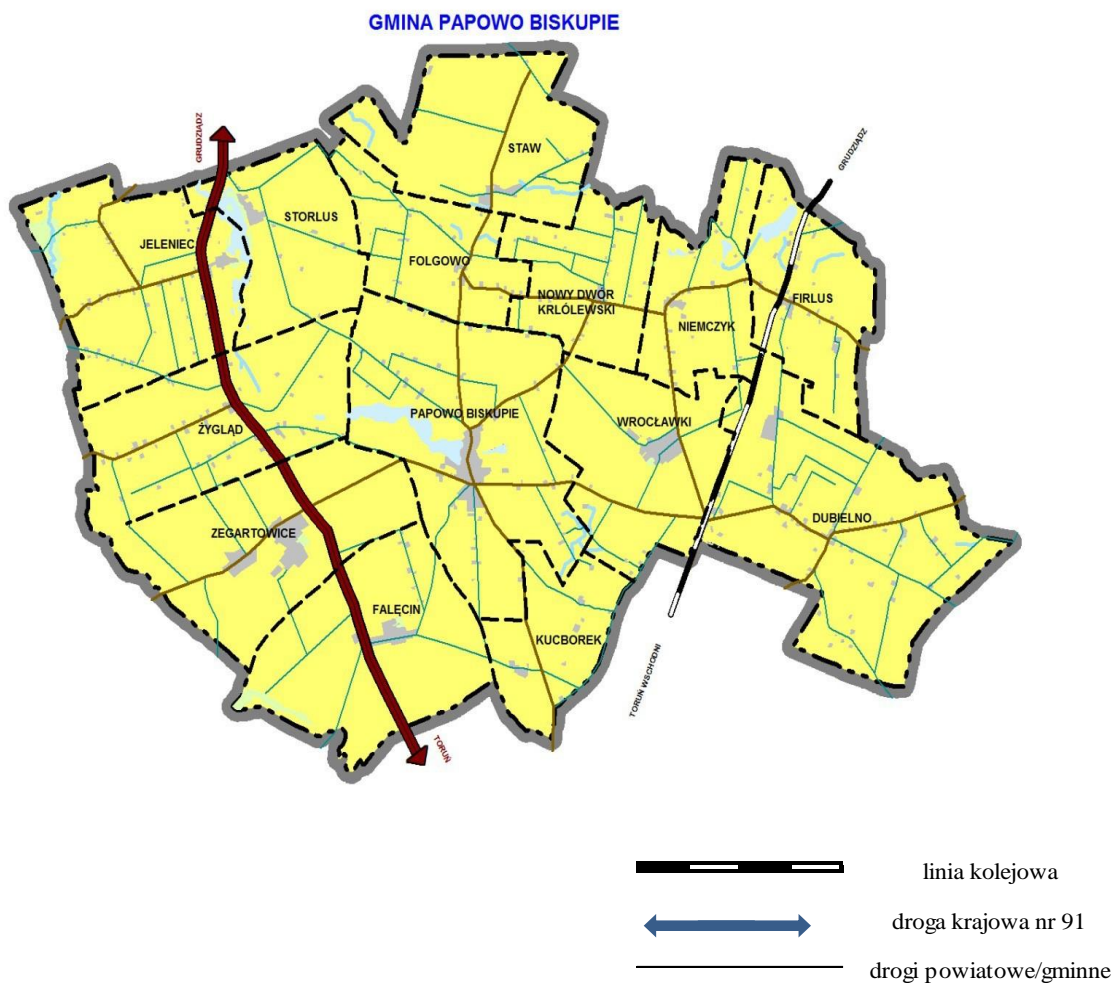 GMINA PAPOWO BISKUPIE
GRUDZIĄDZ
GRUDZIĄDZ
STAW
STORLUS
JELENIEC
FOLGOWO
NOWY DWÓR
KRLÓLEWSKI
FIRLUS
NIEMCZYK
PAPOWO BISKUPIE
WROCŁAWKI
ŻYGLĄD
DUBIELNO
ZEGARTOWICE
FALĘCIN
KUCBOREK
TORUŃ WSCHODNI
TORUŃ
linia kolejowa
droga krajowa nr 91
drogi powiatowe/gminne